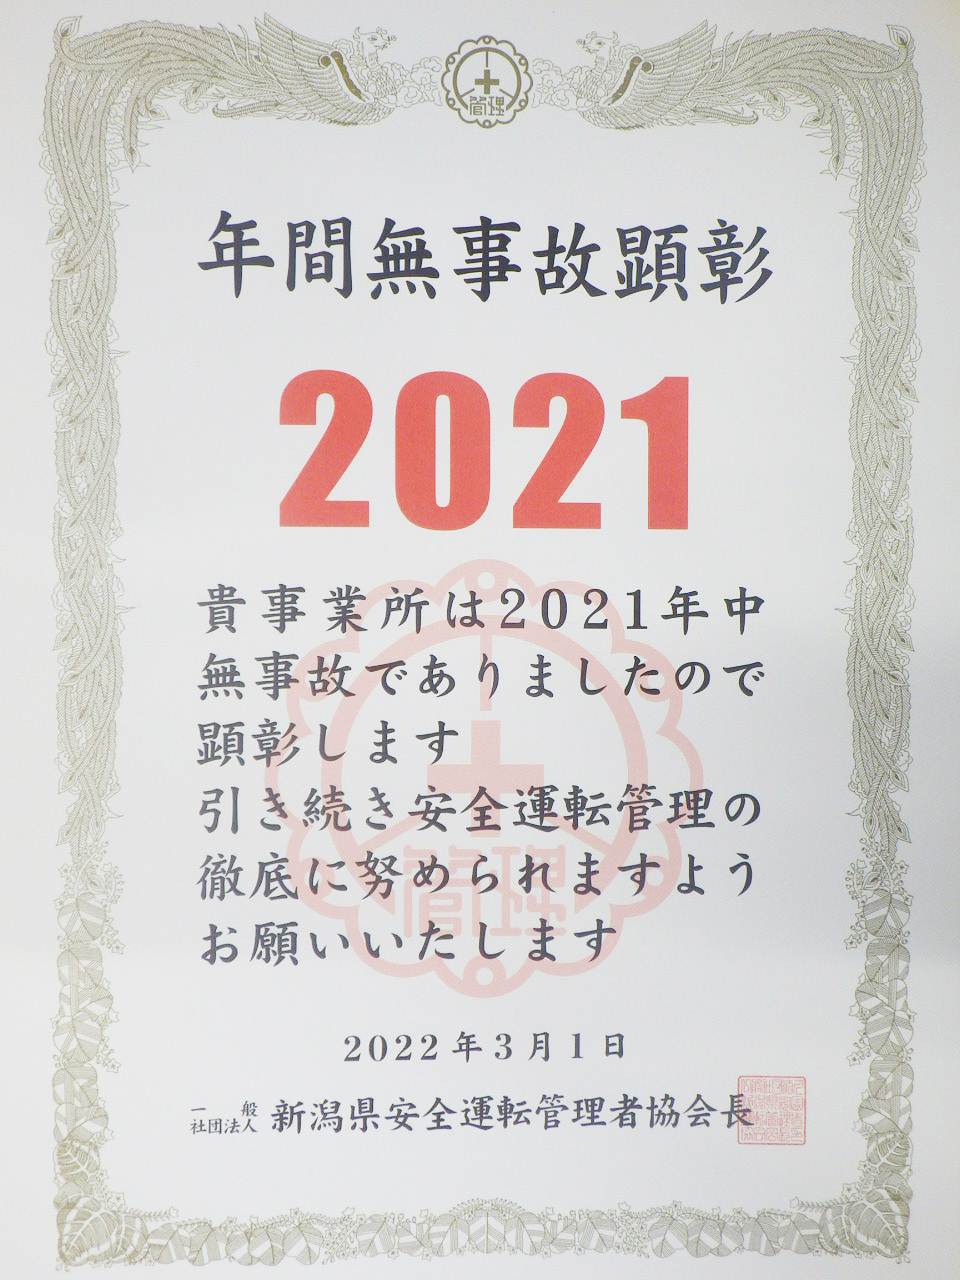 管理
年間無事故顕彰
2021
貴事業所は2021年中
無事故でありましたので
顕彰します
引き続き安全運転管理の
徹底に努められますよう
お願いいたします
管理
2022年3月1日
一般社団法人 新潟県安全運転管理者協会長